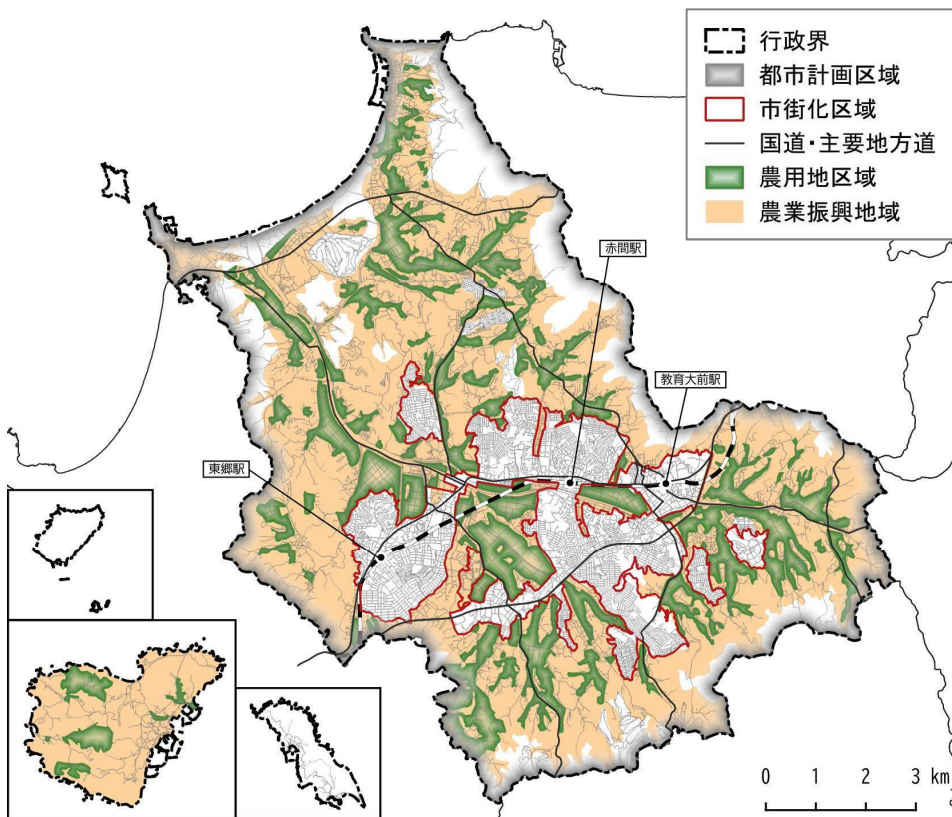 行政界
都市計画区域
市街化区域
国道・主要地方道
農用地区域
農業振興地域
赤間駅
教育大前駅
東郷駅
0 1 2 3 km